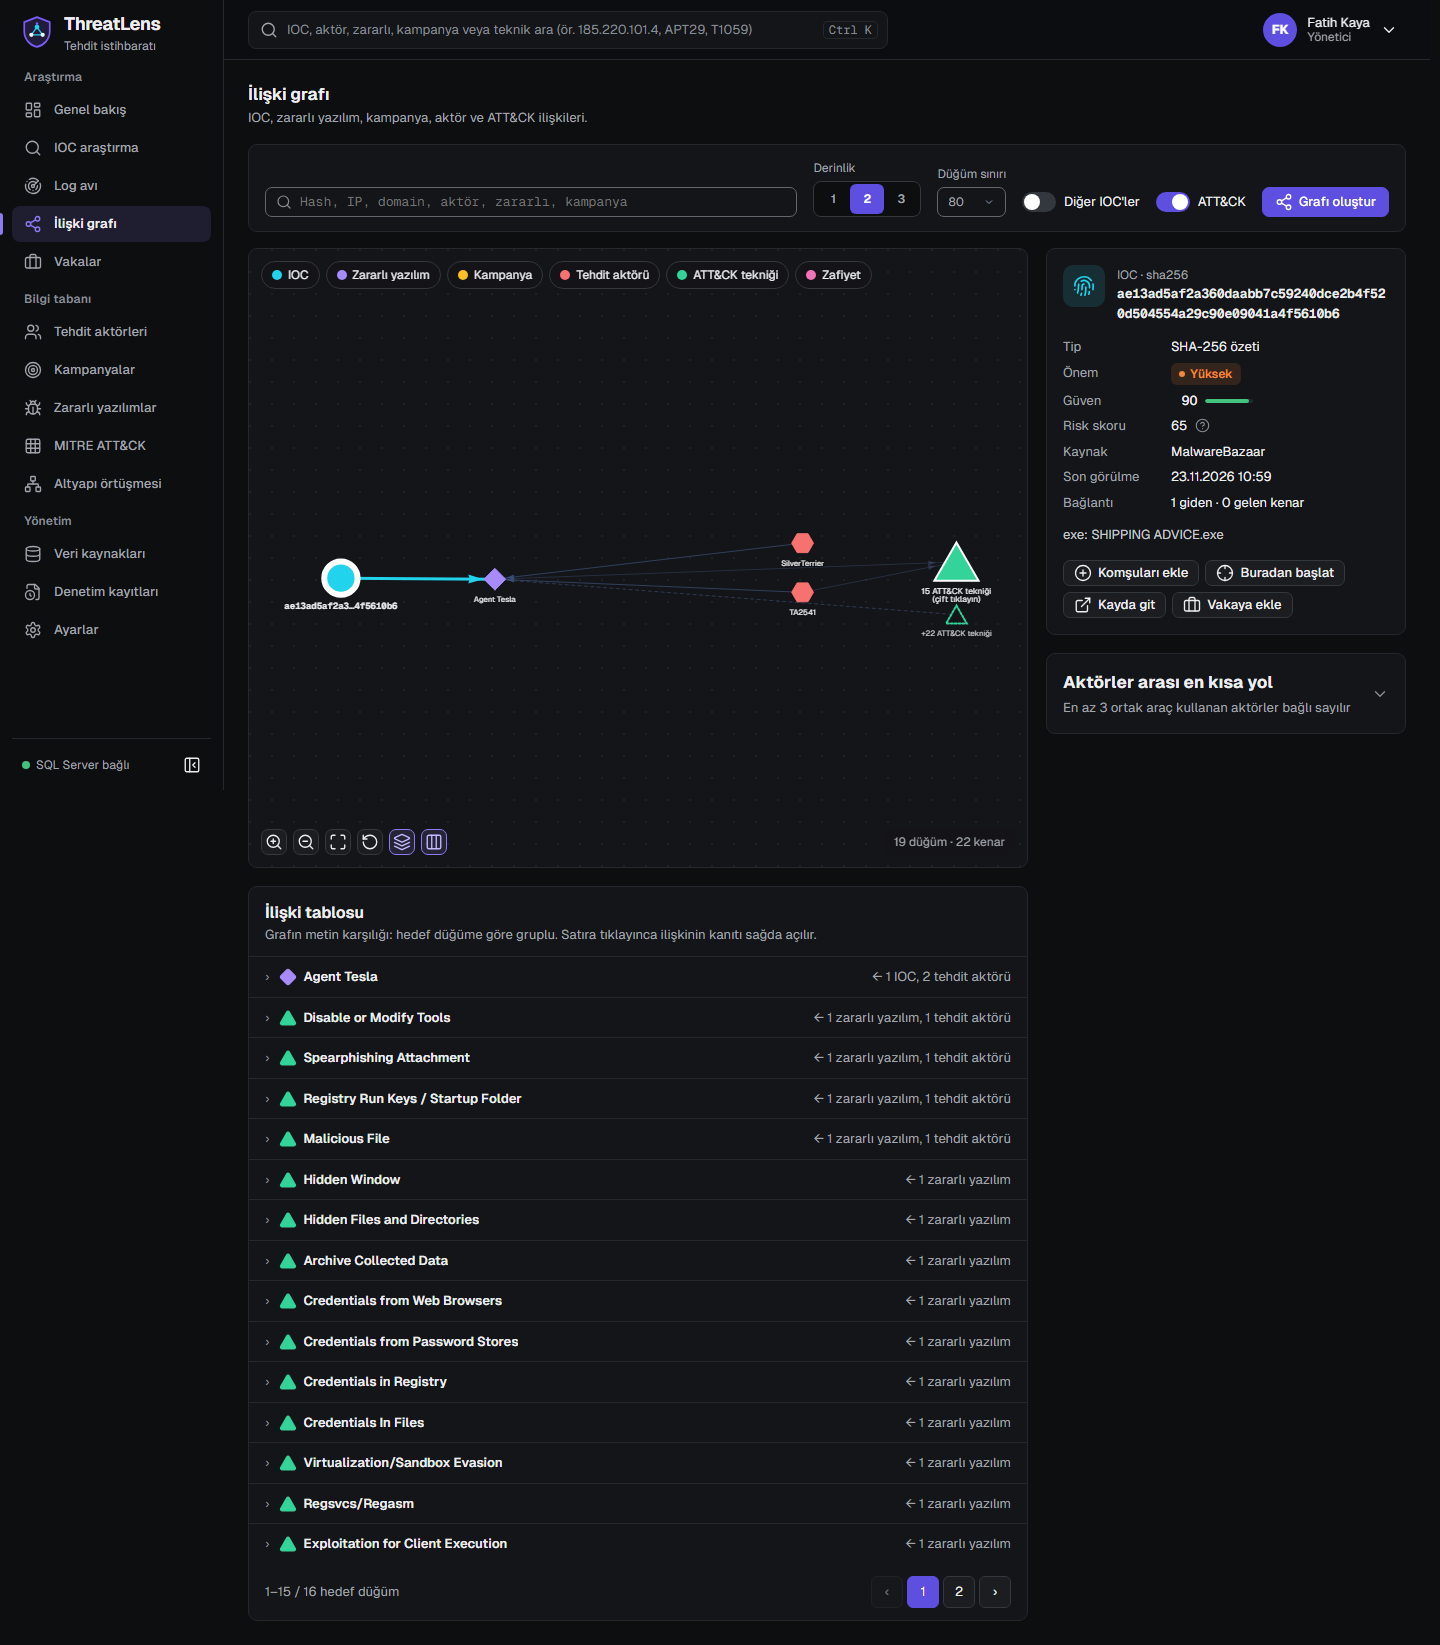 ThreatLens
Tehdit istihbaratı
IOC, aktör, zararlı, kampanya veya teknik ara (ör. 185.220.101.4, APT29, T1059)
Ctrl K
FK
Fatih Kaya
Yönetici
Araştırma
Genel bakış
IOC araştırma
Log avı
İlişki grafı
Vakalar
Bilgi tabanı
Tehdit aktörleri
Kampanyalar
Zararlı yazılımlar
MITRE ATT&CK
Altyapı örtüşmesi
Yönetim
Veri kaynakları
Denetim kayıtları
Ayarlar
SQL Server bağlı
İlişki grafı
IOC, zararlı yazılım, kampanya, aktör ve ATT&CK ilişkileri.
Hash, IP, domain, aktör, zararlı, kampanya
Derinlik
1 2 3
Düğüm sınırı
80
Diğer IOC'ler
ATT&CK
Grafı oluştur
IOC
Zararlı yazılım
Kampanya
Tehdit aktörü
ATT&CK tekniği
Zafiyet
ae13ad5af2a3…4f5610b6
Agent Tesla
SilverTerrier
TA2541
15 ATT&CK tekniği
(çift tıklayın)
+22 ATT&CK tekniği
19 düğüm · 22 kenar
IOC · sha256
ae13ad5af2a360daabb7c59240dce2b4f52
0d504554a29c90e09041a4f5610b6
Tip SHA-256 özeti
Önem Yüksek
Güven 90
Risk skoru 65 ?
Kaynak MalwareBazaar
Son görülme 23.11.2026 10:59
Bağlantı 1 giden · 0 gelen kenar
exe: SHIPPING ADVICE.exe
Komşuları ekle
Buradan başlat
Kayda git
Vakaya ekle
Aktörler arası en kısa yol
En az 3 ortak araç kullanan aktörler bağlı sayılır
İlişki tablosu
Grafın metin karşılığı: hedef düğüme göre gruplu. Satıra tıklayınca ilişkinin kanıtı sağda açılır.
› Agent Tesla ← 1 IOC, 2 tehdit aktörü
› Disable or Modify Tools ← 1 zararlı yazılım, 1 tehdit aktörü
› Spearphishing Attachment ← 1 zararlı yazılım, 1 tehdit aktörü
› Registry Run Keys / Startup Folder ← 1 zararlı yazılım, 1 tehdit aktörü
› Malicious File ← 1 zararlı yazılım, 1 tehdit aktörü
› Hidden Window ← 1 zararlı yazılım
› Hidden Files and Directories ← 1 zararlı yazılım
› Archive Collected Data ← 1 zararlı yazılım
› Credentials from Web Browsers ← 1 zararlı yazılım
› Credentials from Password Stores ← 1 zararlı yazılım
› Credentials in Registry ← 1 zararlı yazılım
› Credentials In Files ← 1 zararlı yazılım
› Virtualization/Sandbox Evasion ← 1 zararlı yazılım
› Regsvcs/Regasm ← 1 zararlı yazılım
› Exploitation for Client Execution ← 1 zararlı yazılım
1–15 / 16 hedef düğüm
‹ 1 2 ›